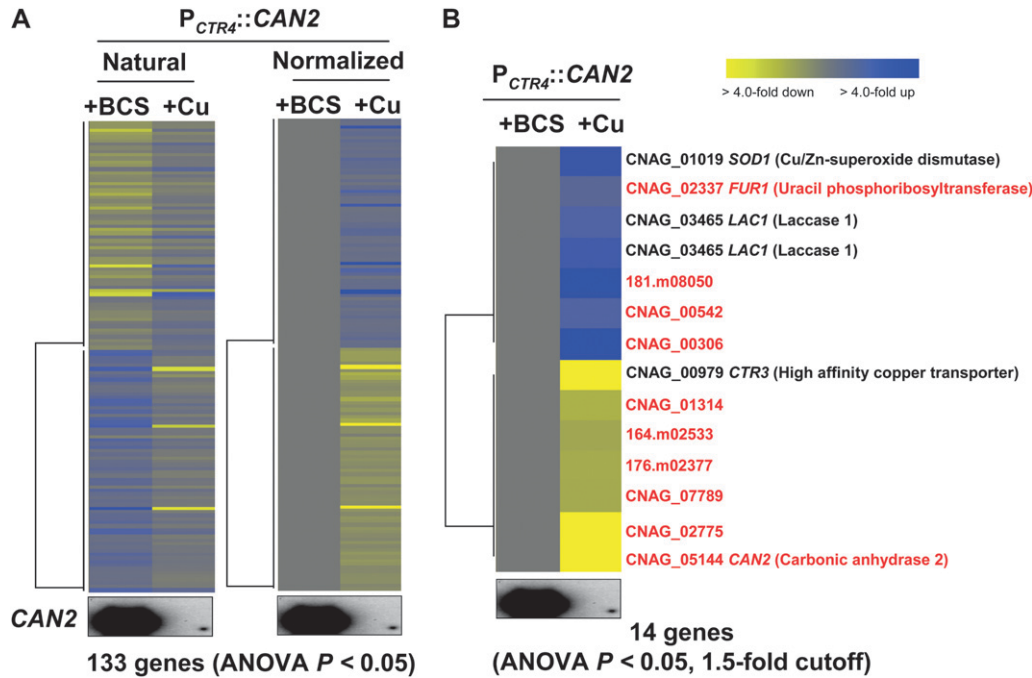 A
P_CTR4::CAN2
Natural
Normalized
+BCS +Cu
+BCS +Cu
CAN2
133 genes (ANOVA P < 0.05)
B
P_CTR4::CAN2
+BCS +Cu
> 4.0-fold down
> 4.0-fold up
CNAG_01019 SOD1 (Cu/Zn-superoxide dismutase)
CNAG_02337 FUR1 (Uracil phosphoribosyltransferase)
CNAG_03465 LAC1 (Laccase 1)
CNAG_03465 LAC1 (Laccase 1)
181.m08050
CNAG_00542
CNAG_00306
CNAG_00979 CTR3 (High affinity copper transporter)
CNAG_01314
164.m02533
176.m02377
CNAG_07789
CNAG_02775
CNAG_05144 CAN2 (Carbonic anhydrase 2)
14 genes
(ANOVA P < 0.05, 1.5-fold cutoff)